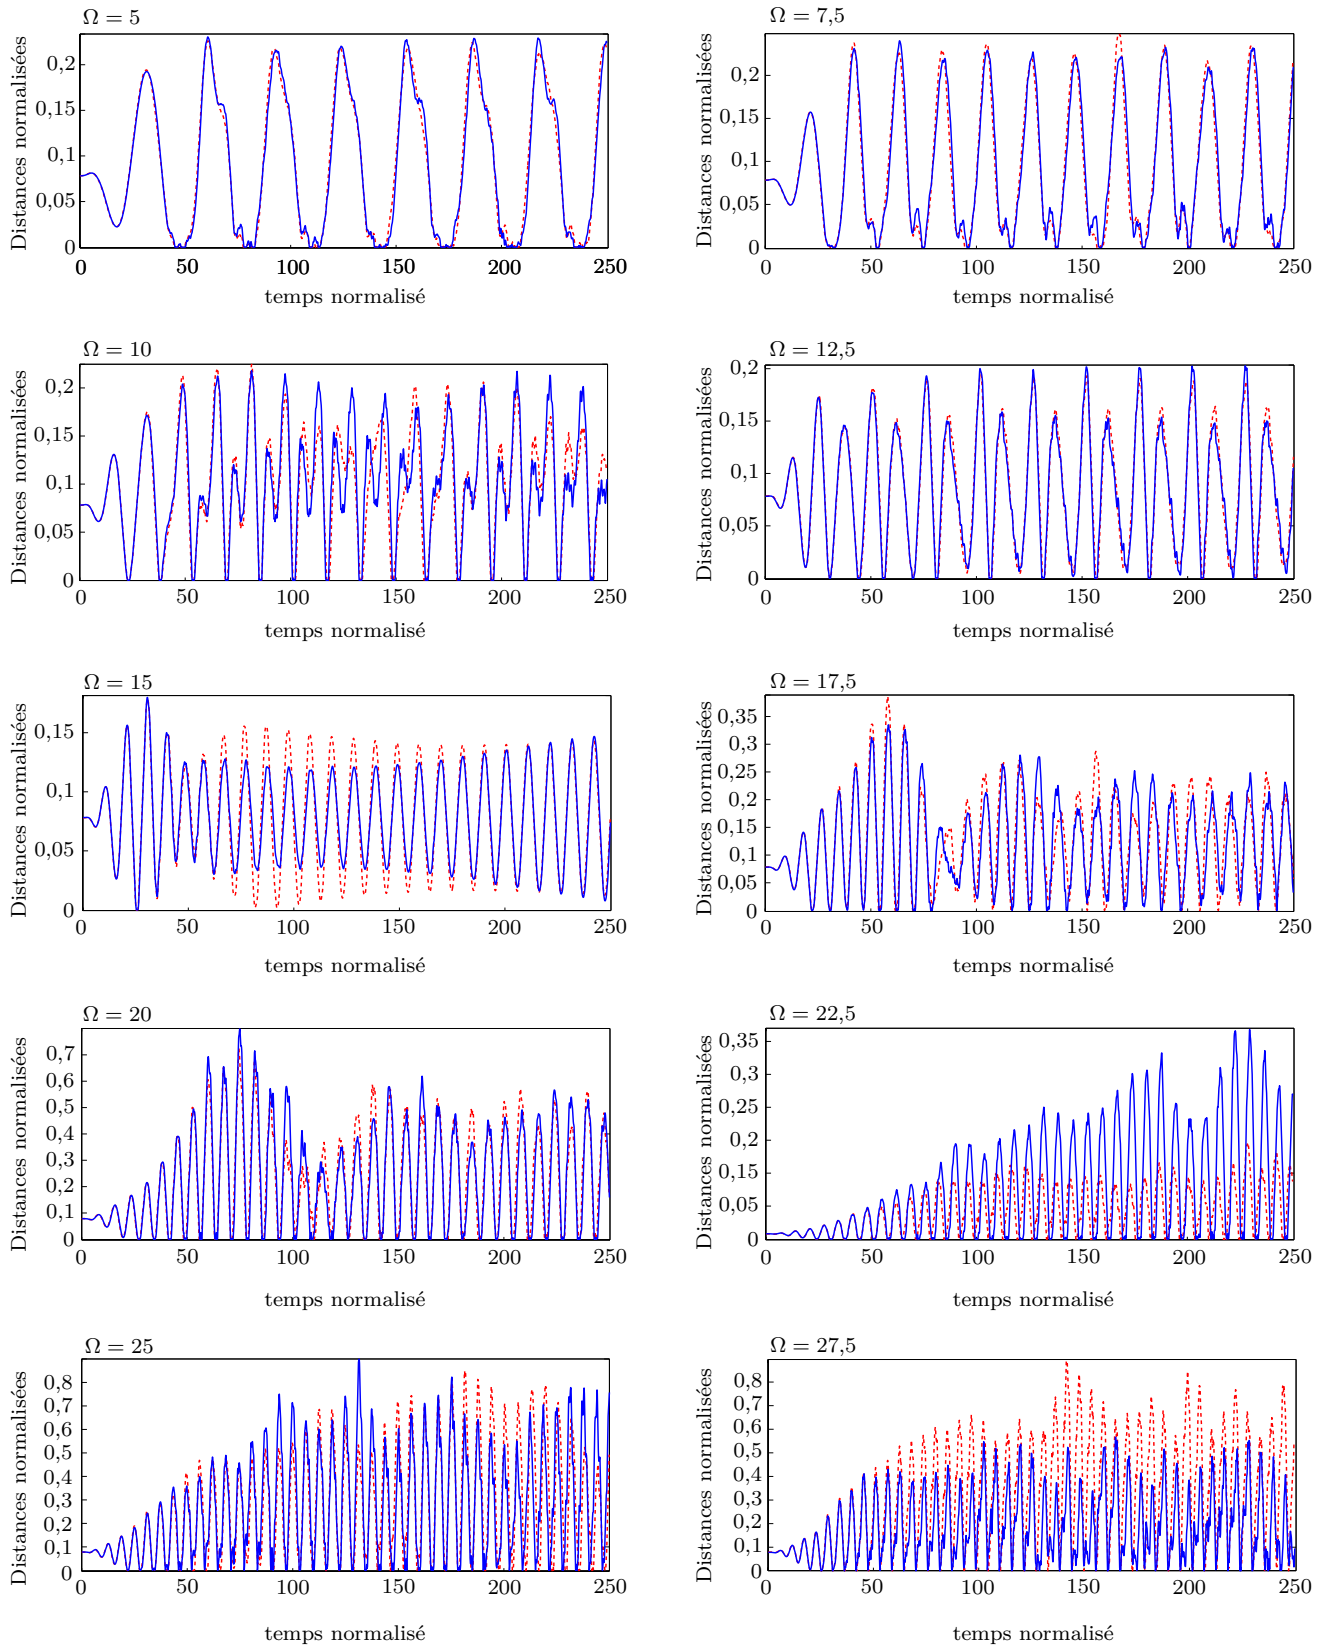 Ω = 5
Distances normalisées
0,2
0,1
0,05
0
0 50 100 150 200 250
temps normalisé
Ω = 7,5
Distances normalisées
0,2
0,15
0,1
0,05
0
0 50 100 150 200 250
temps normalisé
Ω = 10
Distances normalisées
0,2
0,15
0,1
0,05
0
0 50 100 150 200 250
temps normalisé
Ω = 12,5
Distances normalisées
0,2
0,15
0,1
0,05
0
0 50 100 150 200 250
temps normalisé
Ω = 15
Distances normalisées
0,15
0,1
0,05
0
0 50 100 150 200 250
temps normalisé
Ω = 17,5
Distances normalisées
0,35
0,3
0,25
0,2
0,15
0,1
0,05
0
0 50 100 150 200 250
temps normalisé
Ω = 20
Distances normalisées
0,7
0,6
0,5
0,4
0,3
0,2
0,1
0
0 50 100 150 200 250
temps normalisé
Ω = 22,5
Distances normalisées
0,35
0,3
0,25
0,2
0,15
0,05
0
0 50 100 150 200 250
temps normalisé
Ω = 25
Distances normalisées
0,8
0,7
0,6
0,5
0,4
0,3
0,2
0,1
0
0 50 100 150 200 250
temps normalisé
Ω = 27,5
Distances normalisées
0,8
0,7
0,6
0,5
0,4
0,3
0,2
0,1
0
0 50 100 150 200 250
temps normalisé